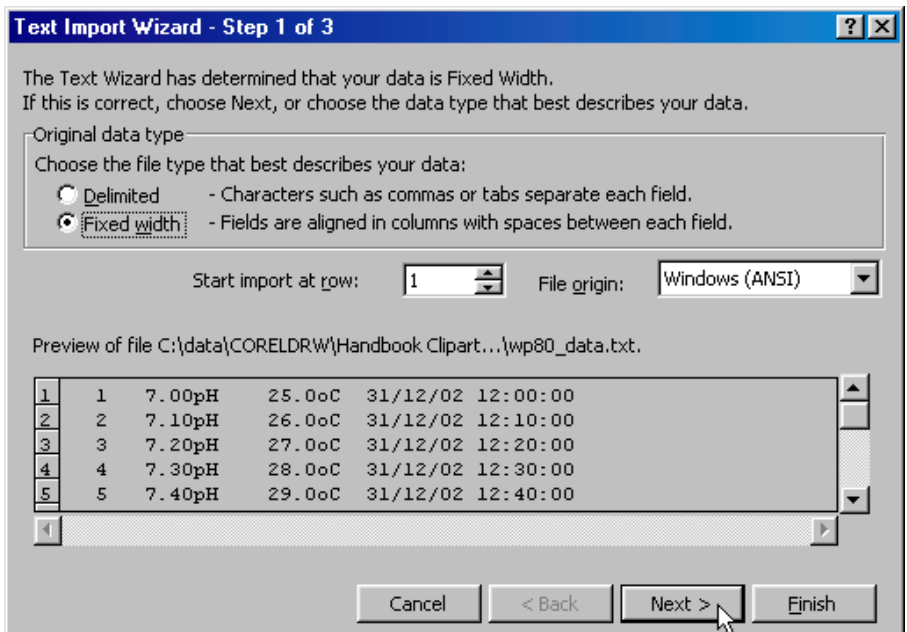 Text Import Wizard - Step 1 of 3
The Text Wizard has determined that your data is Fixed Width.
If this is correct, choose Next, or choose the data type that best describes your data.
Original data type
Choose the file type that best describes your data:
Delimited - Characters such as commas or tabs separate each field.
Fixed width - Fields are aligned in columns with spaces between each field.
Start import at row: 1 File origin: Windows (ANSI)
Preview of file C:\data\CORELDRW\Handbook Clipart...\wp80_data.txt.
1 1 7.00pH 25.0oC 31/12/02 12:00:00
2 2 7.10pH 26.0oC 31/12/02 12:10:00
3 3 7.20pH 27.0oC 31/12/02 12:20:00
4 4 7.30pH 28.0oC 31/12/02 12:30:00
5 5 7.40pH 29.0oC 31/12/02 12:40:00
Cancel < Back Next > Finish